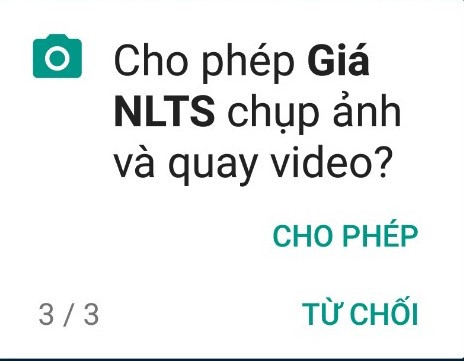 Cho phép Giá
NLTS chụp ảnh
và quay video?
CHO PHÉP
3 / 3
TỪ CHỐI